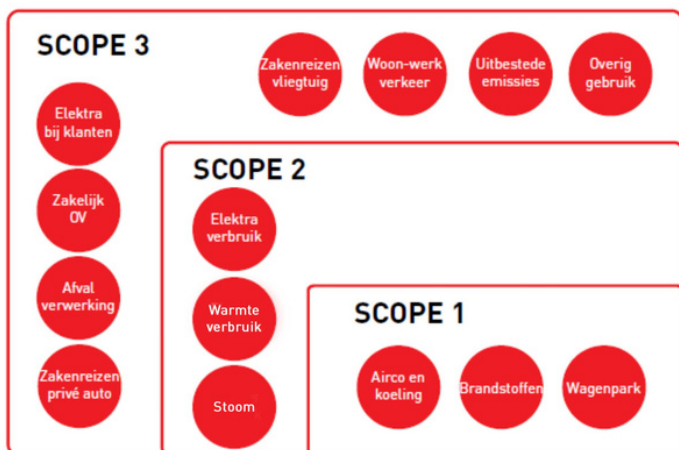 SCOPE 3
Zakenreizen
vliegtuig
Woon-werk
verkeer
Uitbestede
emissies
Overig
gebruik
Elektra
bij klanten
Zakelijk
OV
Afval
verwerking
Zakenreizen
privé auto
SCOPE 2
Elektra
verbruik
Warmte
verbruik
Stoom
SCOPE 1
Airco en
koeling
Brandstoffen
Wagenpark